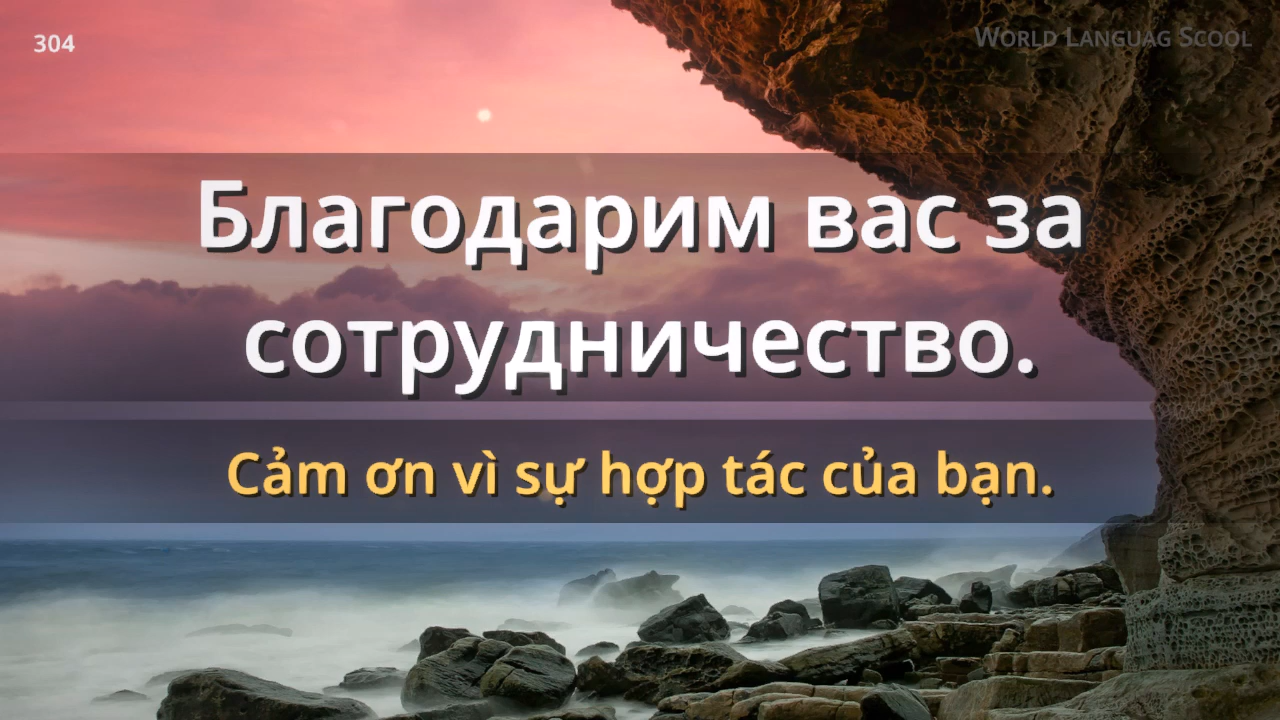 304
World Languag Scool
Благодарим вас за
сотрудничество.
Cảm ơn vì sự hợp tác của bạn.